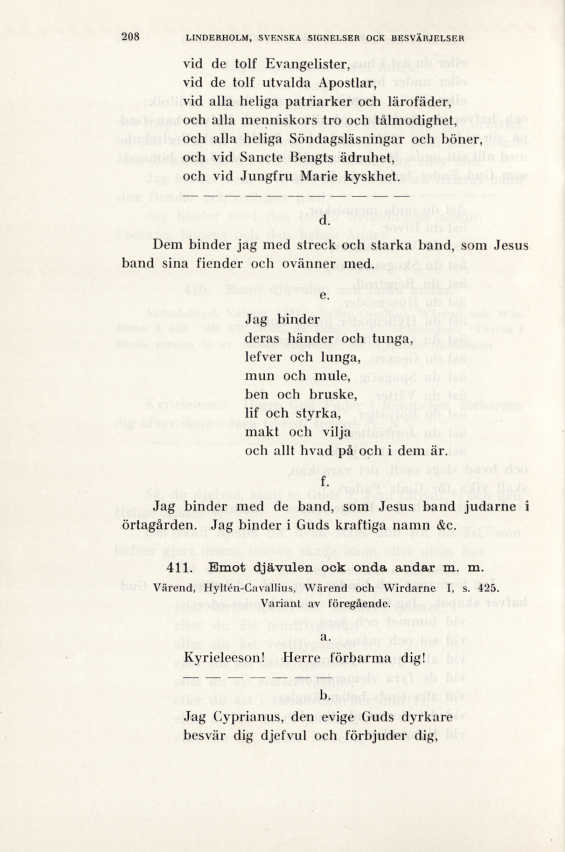 208 LINDERHOLM, SVENSKA SIGNELSER OCK BESVÄRJELSER
vid de tolf Evangelister,
vid de tolf utvalda Apostlar,
vid alla heliga patriarker och lärofäder,
och alla menniskors tro och tålmodighet,
och alla heliga Söndagsläsningar och böner,
och vid Sancte Bengts ädruhet,
och vid Jungfru Marie kyskhet.
— — — — — — — — — —
d.
Dem binder jag med streck och starka band, som Jesus
band sina fiender och ovänner med.
e.
Jag binder
deras händer och tunga,
lefver och lunga,
mun och mule,
ben och bruske,
lif och styrka,
makt och vilja
och allt hvad på och i dem är.
f.
Jag binder med de band, som Jesus band judarne i
örtagården. Jag binder i Guds kraftiga namn &c.
411. Emot djävulen ock onda andar m. m.
Värend, Hyltén-Cavallius, Wärend och Wirdarne I, s. 425.
Variant av föregående.
a.
Kyrieleeson! Herre förbarma dig!
— — — — — — —
b.
Jag Cyprianus, den evige Guds dyrkare
besvär dig djefvul och förbjuder dig,